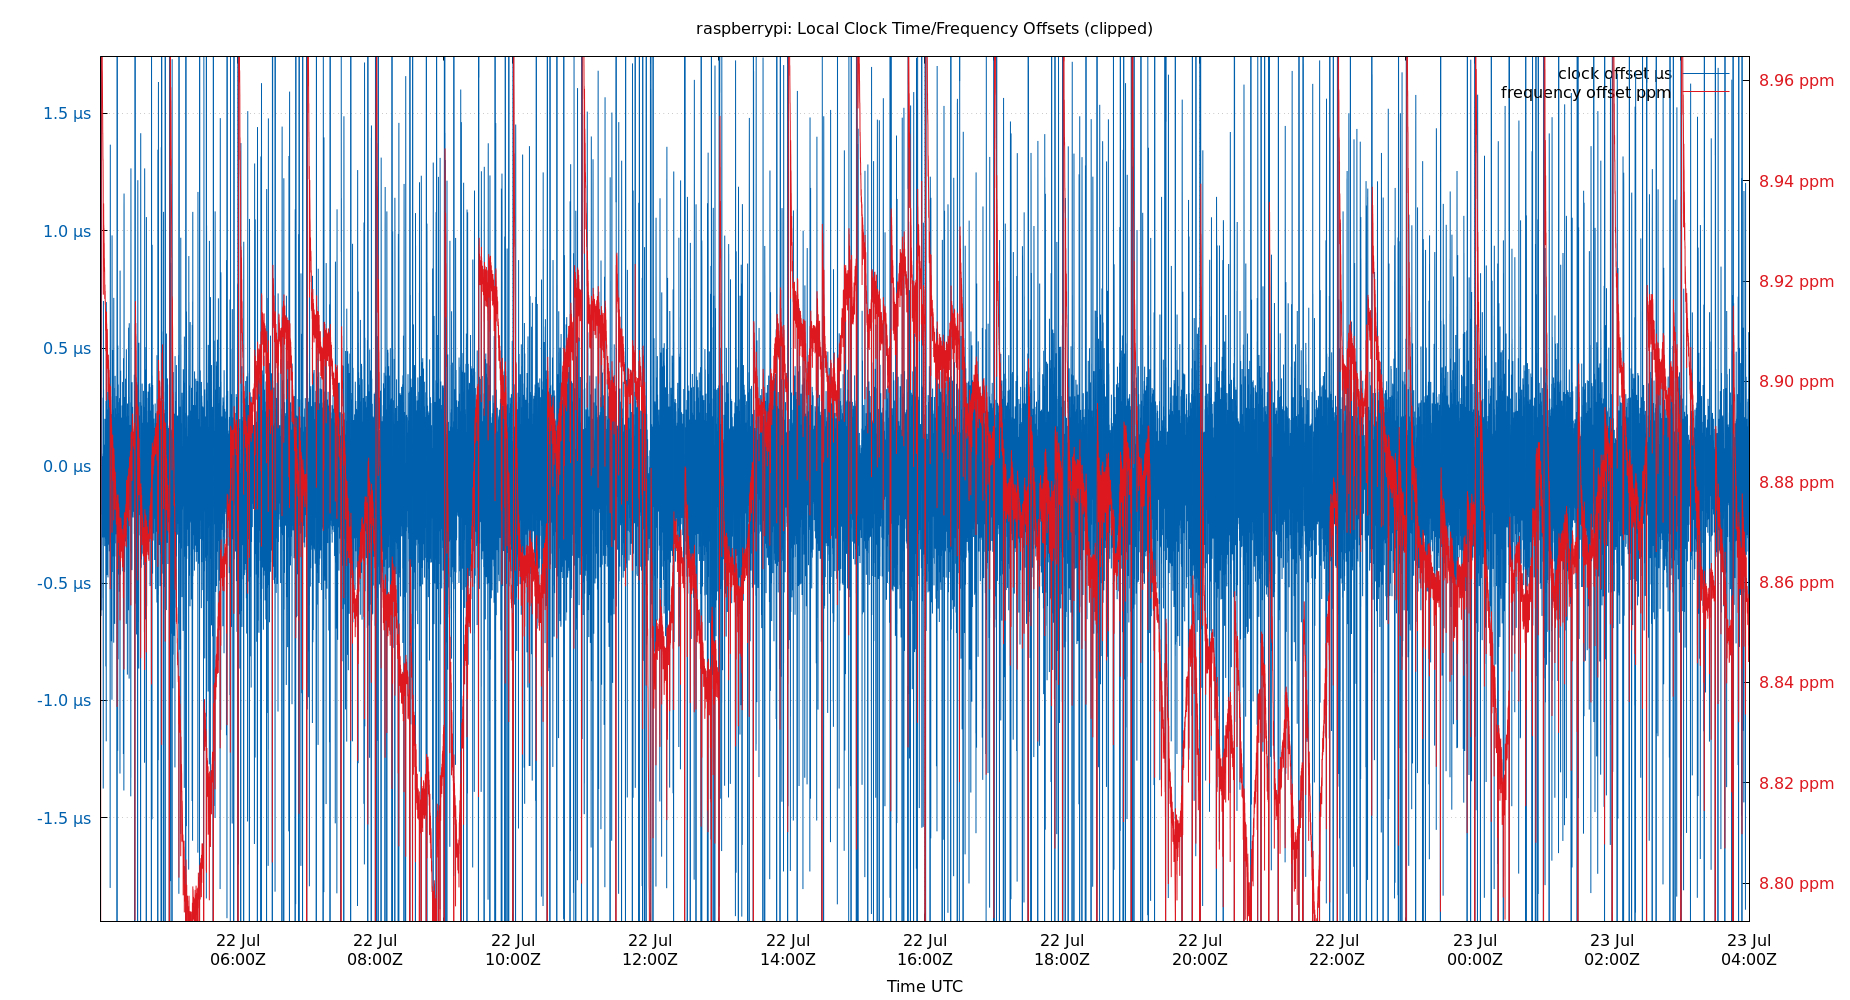 raspberrypi: Local Clock Time/Frequency Offsets (clipped)
clock offset µs
frequency offset ppm
1.5 µs
1.0 µs
0.5 µs
0.0 µs
-0.5 µs
-1.0 µs
-1.5 µs
8.96 ppm
8.94 ppm
8.92 ppm
8.90 ppm
8.88 ppm
8.86 ppm
8.84 ppm
8.82 ppm
8.80 ppm
22 Jul 22 Jul 22 Jul 22 Jul 22 Jul 22 Jul 22 Jul 22 Jul 22 Jul 23 Jul 23 Jul 23 Jul
06:00Z 08:00Z 10:00Z 12:00Z 14:00Z 16:00Z 18:00Z 20:00Z 22:00Z 00:00Z 02:00Z 04:00Z
Time UTC